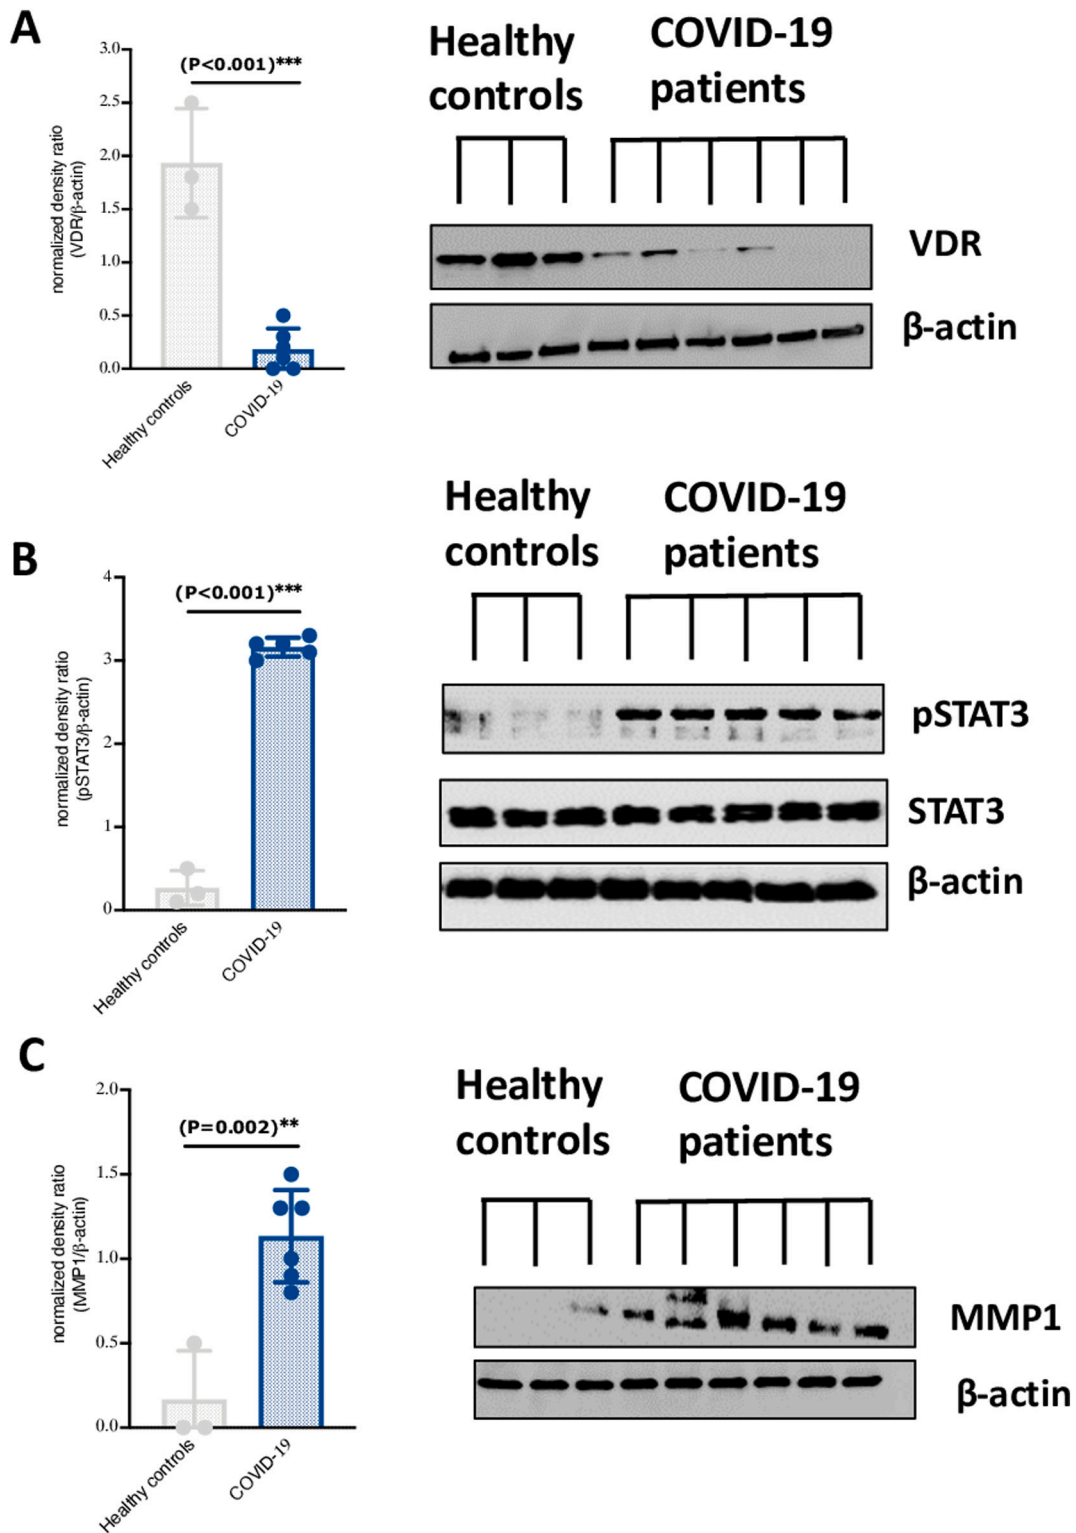 A
3.0
2.5
2.0
1.5
1.0
0.5
0.0
normalized density ratio
(VDR/β-actin)
(P<0.001)***
Healthy controls
COVID-19
Healthy
controls
COVID-19
patients
VDR
β-actin
B
4
3
2
1
0
normalized density ratio
(pSTAT3/β-actin)
(P<0.001)***
Healthy controls
COVID-19
Healthy
controls
COVID-19
patients
pSTAT3
STAT3
β-actin
C
2.0
1.5
1.0
0.5
0.0
normalized density ratio
(MMP1/β-actin)
(P=0.002)**
Healthy controls
COVID-19
Healthy
controls
COVID-19
patients
MMP1
β-actin